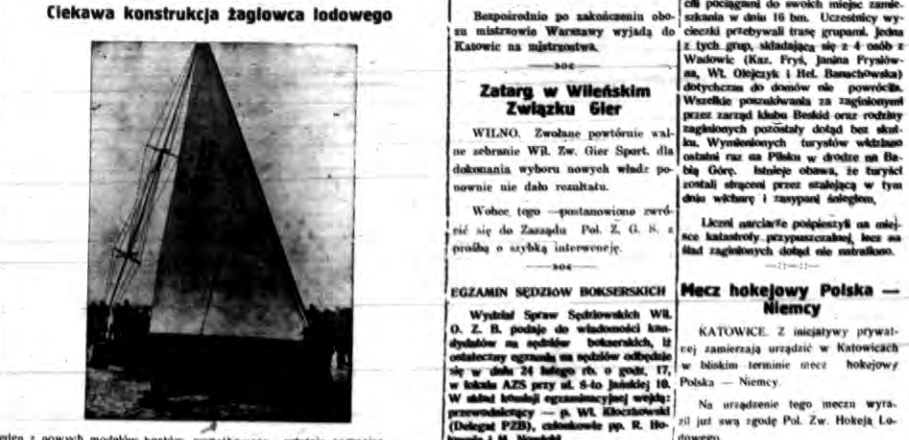 Ciekawa konstrukcja żaglowca lodowego
Bezpośrednio po zakończeniu obo-
zu mistrzowie Warszawy wyjadą do
Katowic na mistrzostwa.
Zatarg w Wileńskim
Związku Gier
WILNO. Zwołane powtórnie wal-
ne zebranie Wil. Zw. Gier Sport. dla
dokonania wyboru nowych władz po-
nownie nie dało rezultatu.
Wobec tego —postanowiono zwró-
cić się do Zarządu Pol. Z. G. S. z
prośbą o szybką interwencję.
EGZAMIN SĘDZIOW BOKSERSKICH
Wydział Spraw Sędziowskich Wil.
O. Z. B. podaje do wiadomości kan-
dydatów na sędziów bokserskich, iż
ostateczny egzamin na sędziów odbędzie
się w dniu 24 lutego rb. o godz. 17,
w lokalu AZS przy ul. S-to Jańskiej 10.
W skład komisji egzaminacyjnej wejdą:
przewodniczący — p. Wł. Kłoczkowski
(Delegat PZB), członkowie pp. R. Ho-
cili pociągami do swoich miejsc zamie-
szkania w dniu 16 bm. Uczestnicy wy-
cieczki przebywali trasę grupami. Jedna
z tych grup, składająca się z 4 osób z
Wadowic (Kaz. Fryś, Janina Frysiów-
na, Wł. Olejczyk i Hel. Banachowska)
dotychczas do domów nie powróciła.
Wszelkie poszukiwania za zaginionymi
przez zarząd klubu Beskid oraz rodziny
zaginionych pozostały dotąd bez skut-
ku. Wymienionych turystów widziano
ostatni raz na Pilsku w drodze na Ba-
bią Górę. Istnieje obawa, że turyści
zostali strąceni przez szalejącą w tym
dniu wichurę i zasypani śniegiem.
Liczni narciarze pośpieszyli na miej-
sce katastrofy przypuszczalnej, lecz na
ślad zaginionych dotąd nie natrafiono.
Mecz hokejowy Polska —
Niemcy
KATOWICE. Z inicjatywy prywat-
nej zamierzają urządzić w Katowicach
w bliskim terminie mecz hokejowy
Polska — Niemcy.
Na urządzenie tego meczu wyra-
ził już swą zgodę Pol. Zw. Hokeja Lo-
dowego.